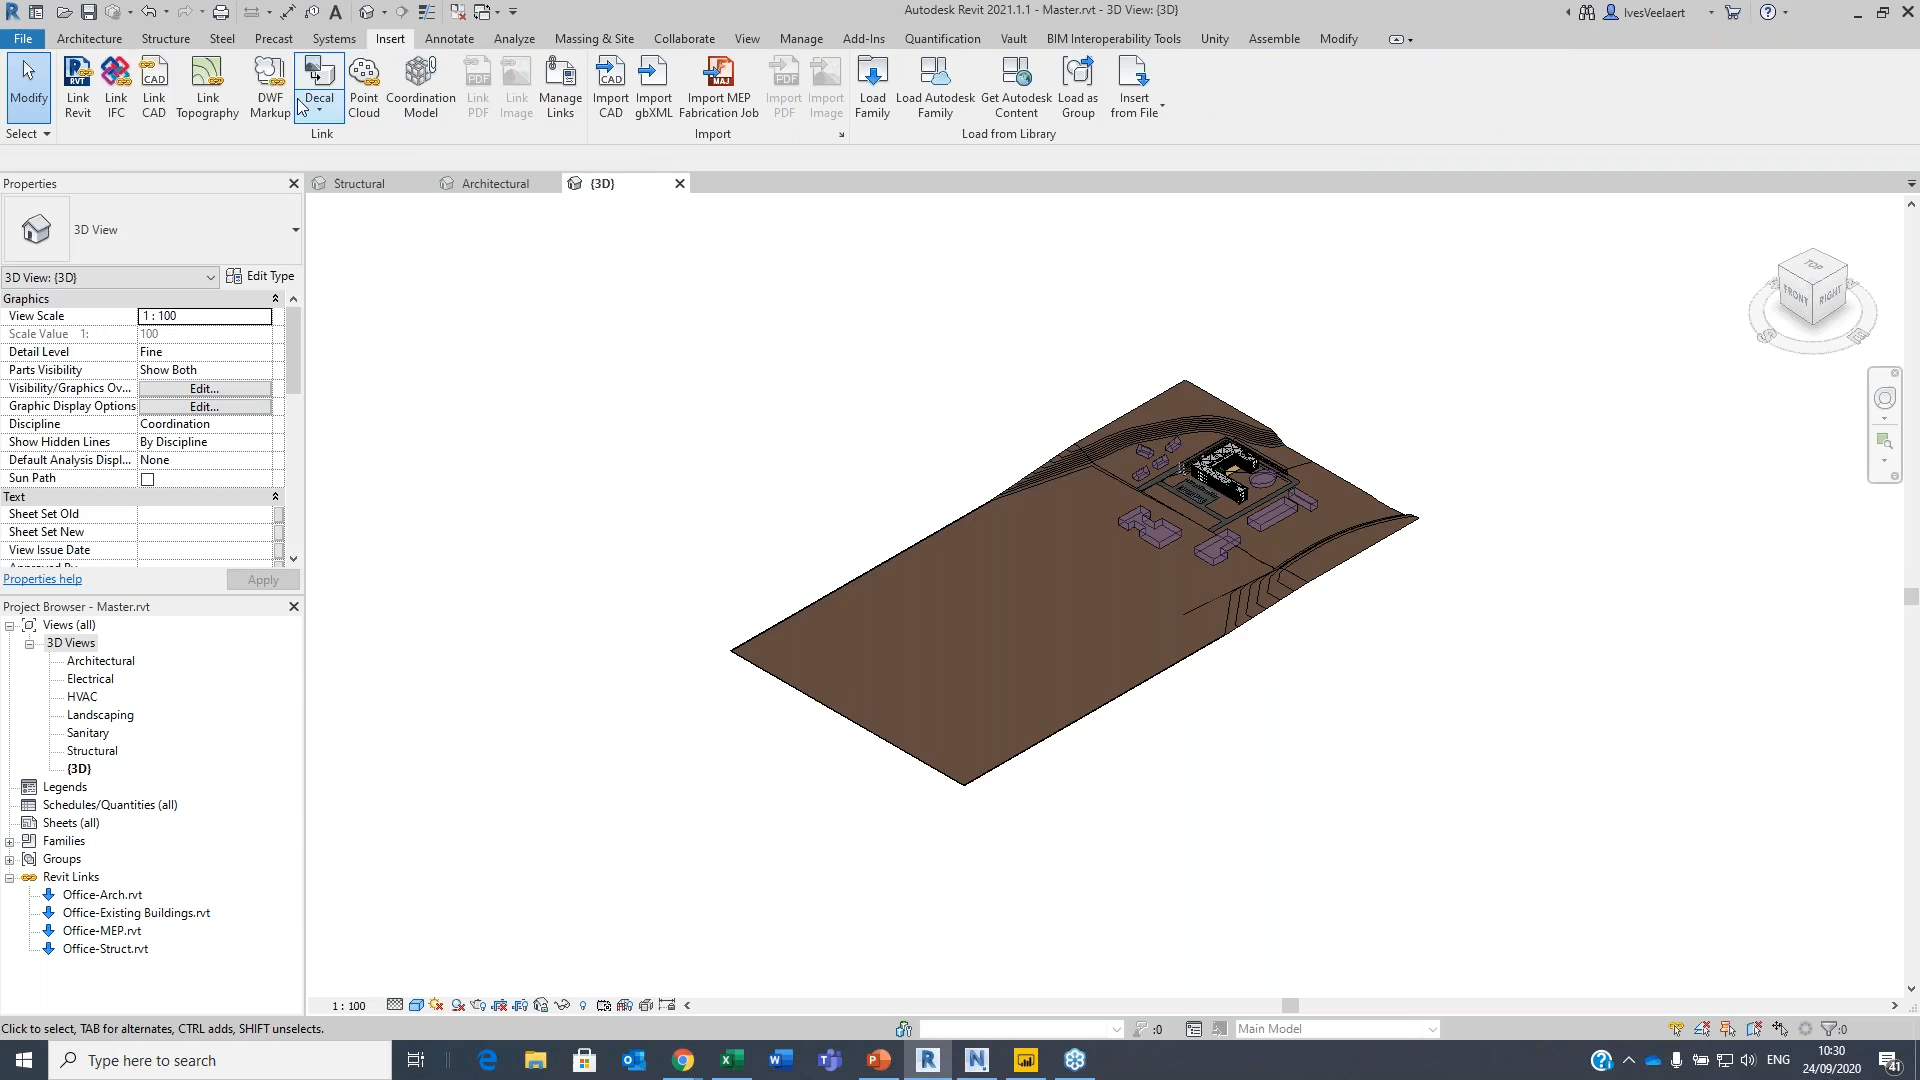 Autodesk Revit 2021.1.1 - Master.rvt - 3D View: {3D}
IvesVeelaert
File
Architecture
Structure
Steel
Precast
Systems
Insert
Annotate
Analyze
Massing & Site
Collaborate
View
Manage
Add-Ins
Quantification
Vault
BIM Interoperability Tools
Unity
Assemble
Modify
Modify
Link
Revit
Link
IFC
Link
CAD
Link
Topography
DWF
Markup
Decal
Point
Cloud
Coordination
Model
Link
PDF
Link
Image
Manage
Links
Import
CAD
Import
gbXML
Import MEP
Fabrication Job
Import
PDF
Import
Image
Load
Family
Load Autodesk
Family
Get Autodesk
Content
Load as
Group
Insert
from File
Select
Link
Import
Load from Library
Properties
3D View
3D View: {3D}
Edit Type
Graphics
View Scale
1 : 100
Scale Value 1:
100
Detail Level
Fine
Parts Visibility
Show Both
Visibility/Graphics Ov...
Edit...
Graphic Display Options
Edit...
Discipline
Coordination
Show Hidden Lines
By Discipline
Default Analysis Displ...
None
Sun Path
Text
Sheet Set Old
Sheet Set New
View Issue Date
Properties help
Apply
Project Browser - Master.rvt
Views (all)
3D Views
Architectural
Electrical
HVAC
Landscaping
Sanitary
Structural
{3D}
Legends
Schedules/Quantities (all)
Sheets (all)
Families
Groups
Revit Links
Office-Arch.rvt
Office-Existing Buildings.rvt
Office-MEP.rvt
Office-Struct.rvt
Structural
Architectural
{3D}
TOP
FRONT
RIGHT
S
E
1 : 100
Click to select, TAB for alternates, CTRL adds, SHIFT unselects.
:0
Main Model
:0
Type here to search
ENG
10:30
24/09/2020
41